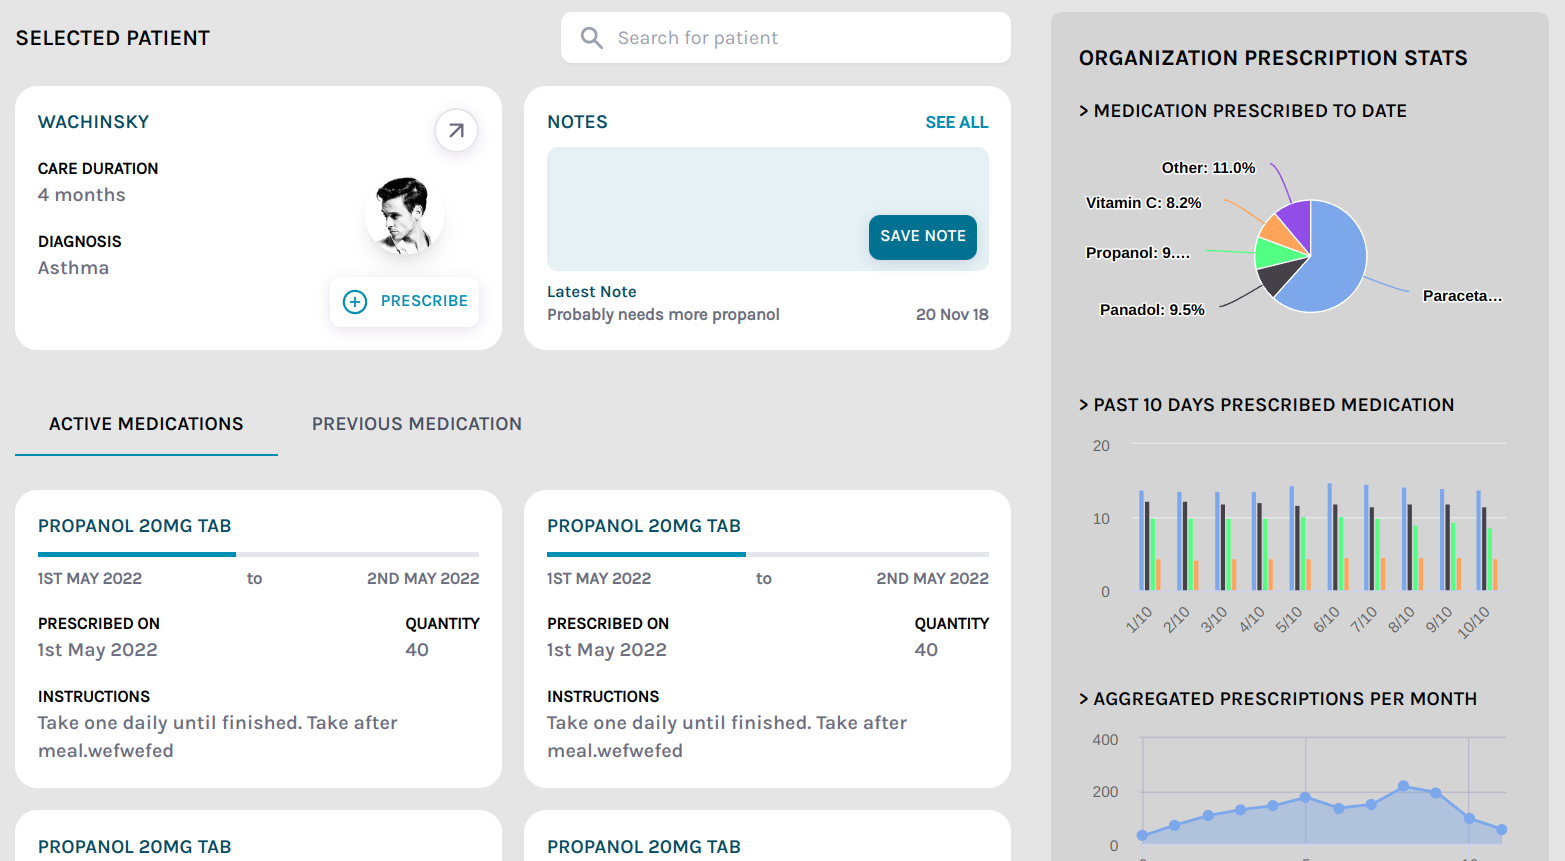 SELECTED PATIENT
Search for patient
WACHINSKY
CARE DURATION
4 months
DIAGNOSIS
Asthma
PRESCRIBE
NOTES
SEE ALL
SAVE NOTE
Latest Note
Probably needs more propanol
20 Nov 18
ACTIVE MEDICATIONS
PREVIOUS MEDICATION
PROPANOL 20MG TAB
1ST MAY 2022 to 2ND MAY 2022
PRESCRIBED ON QUANTITY
1st May 2022 40
INSTRUCTIONS
Take one daily until finished. Take after
meal.wefwefed
PROPANOL 20MG TAB
1ST MAY 2022 to 2ND MAY 2022
PRESCRIBED ON QUANTITY
1st May 2022 40
INSTRUCTIONS
Take one daily until finished. Take after
meal.wefwefed
PROPANOL 20MG TAB
PROPANOL 20MG TAB
ORGANIZATION PRESCRIPTION STATS
> MEDICATION PRESCRIBED TO DATE
Other: 11.0%
Vitamin C: 8.2%
Propanol: 9....
Panadol: 9.5%
Paraceta...
> PAST 10 DAYS PRESCRIBED MEDICATION
20
10
0
1/10 2/10 3/10 4/10 5/10 6/10 7/10 8/10 9/10 10/10
> AGGREGATED PRESCRIPTIONS PER MONTH
400
200
0